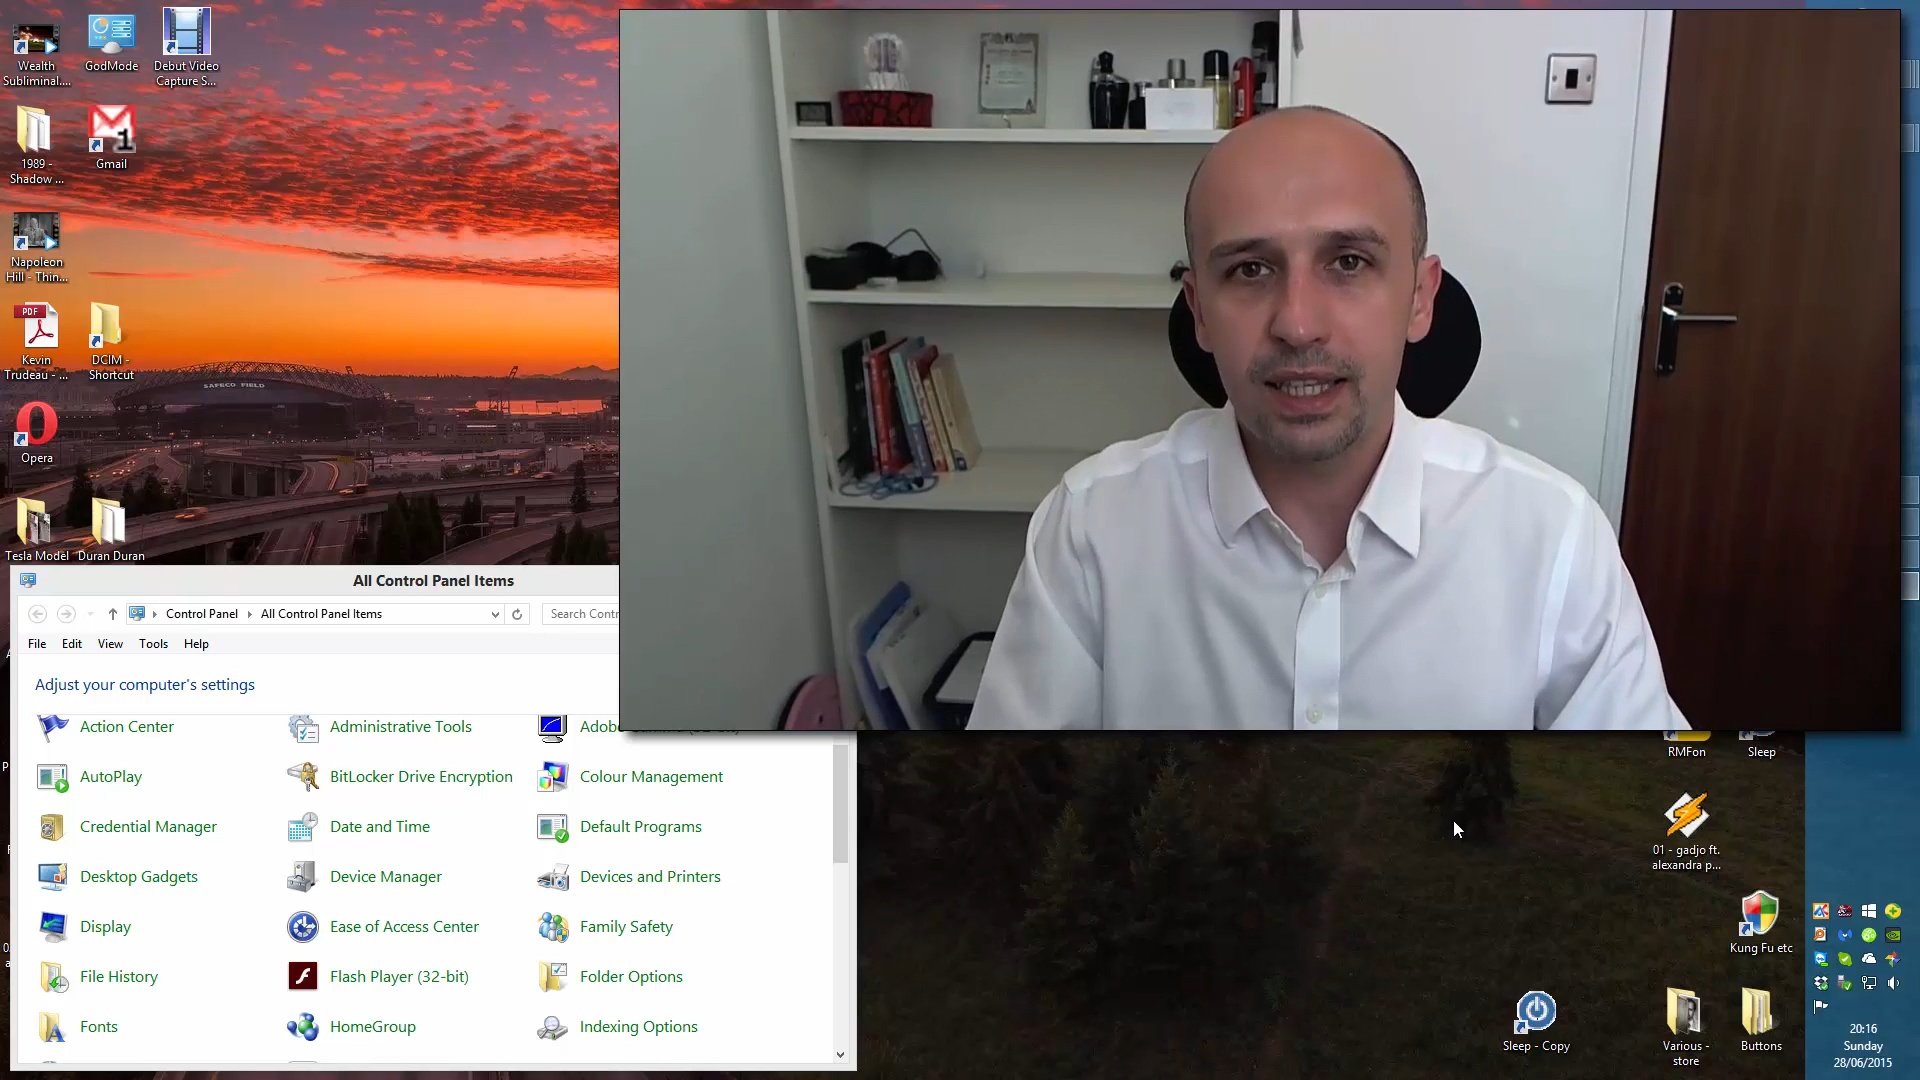 Wealth
Subliminal....
GodMode
Debut Video
Capture S...
1989 -
Shadow ...
1
Gmail
Napoleon
Hill - Thin...
PDF
Kevin
Trudeau - ...
DCIM -
Shortcut
SAFECO FIELD
Opera
Tesla Model
Duran Duran
All Control Panel Items
Control Panel
All Control Panel Items
Search Contr
File Edit View Tools Help
Adjust your computer's settings
Action Center
Administrative Tools
AutoPlay
BitLocker Drive Encryption
Colour Management
Credential Manager
Date and Time
Default Programs
Desktop Gadgets
Device Manager
Devices and Printers
Display
Ease of Access Center
Family Safety
File History
Flash Player (32-bit)
Folder Options
Fonts
HomeGroup
Indexing Options
RMFon
Sleep
01 - gadjo ft.
alexandra p...
Kung Fu etc
Sleep - Copy
Various -
store
Buttons
20:16
Sunday
28/06/2015